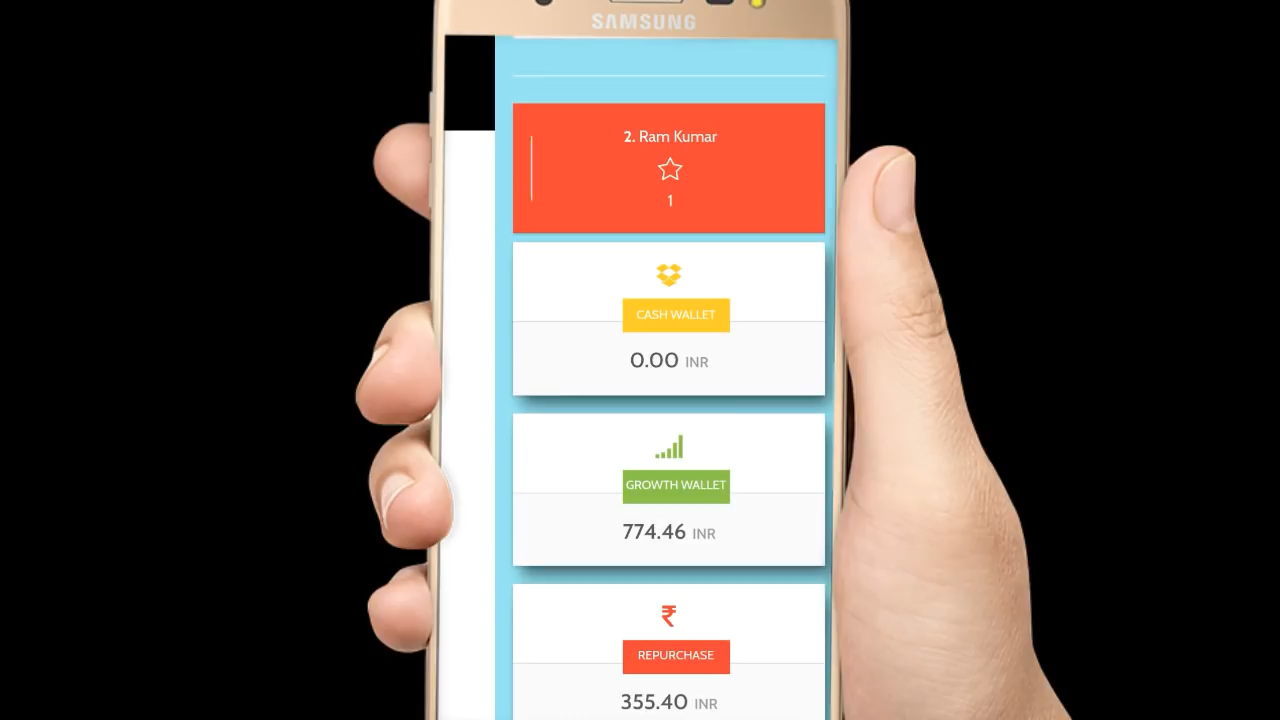 SAMSUNG
2. Ram Kumar
1
CASH WALLET
0.00 INR
GROWTH WALLET
774.46 INR
₹
REPURCHASE
355.40 INR